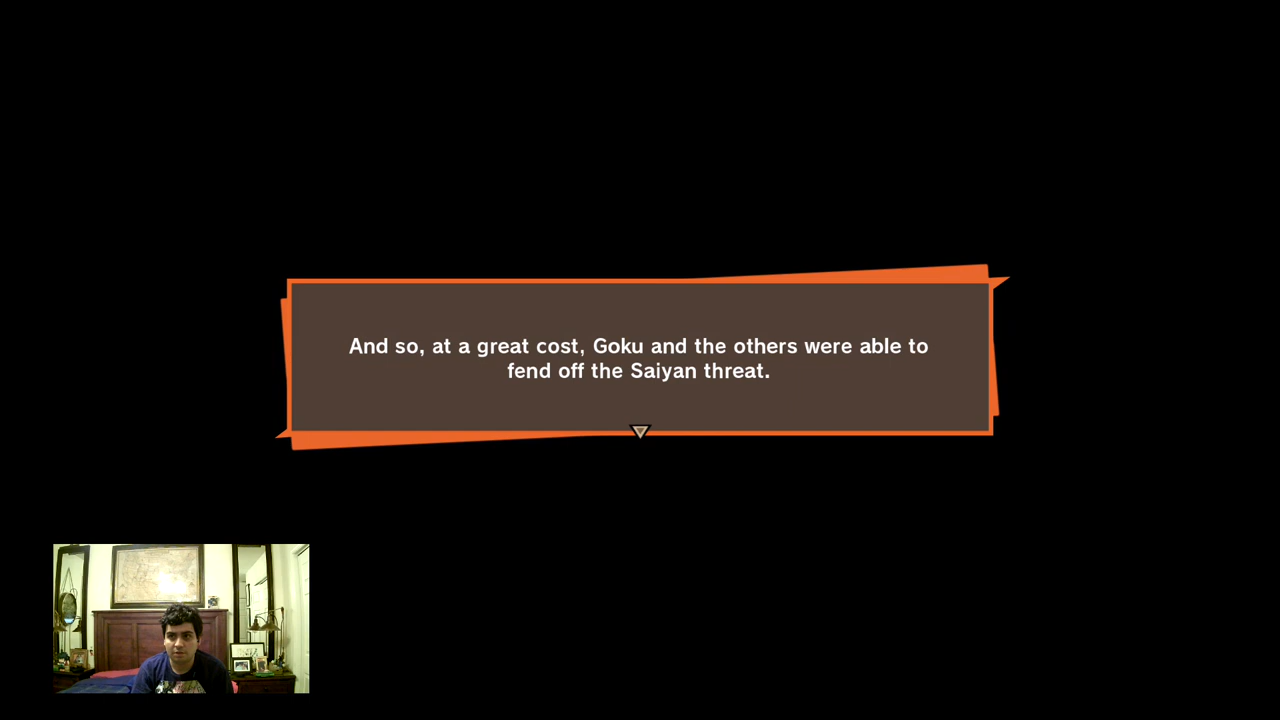 And so, at a great cost, Goku and the others were able to
fend off the Saiyan threat.